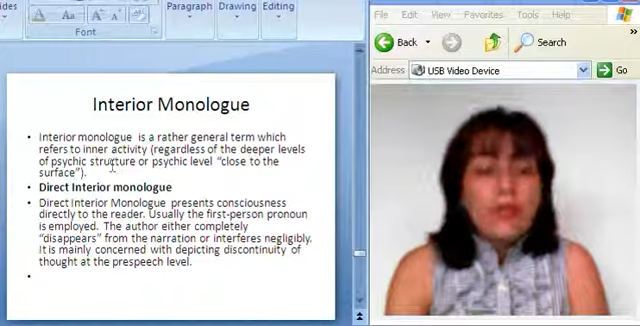 ides
Paragraph
Drawing
Editing
Font
Interior Monologue
• Interior monologue is a rather general term which
refers to inner activity (regardless of the deeper levels
of psychic structure or psychic level “close to the
surface”).
• Direct Interior monologue
• Direct Interior Monologue presents consciousness
directly to the reader. Usually the first-person pronoun
is employed. The author either completely
“disappears” from the narration or interferes negligibly.
It is mainly concerned with depicting discontinuity of
thought at the prespeech level.
•
File Edit View Favorites Tools Help
Back Search
Address USB Video Device Go